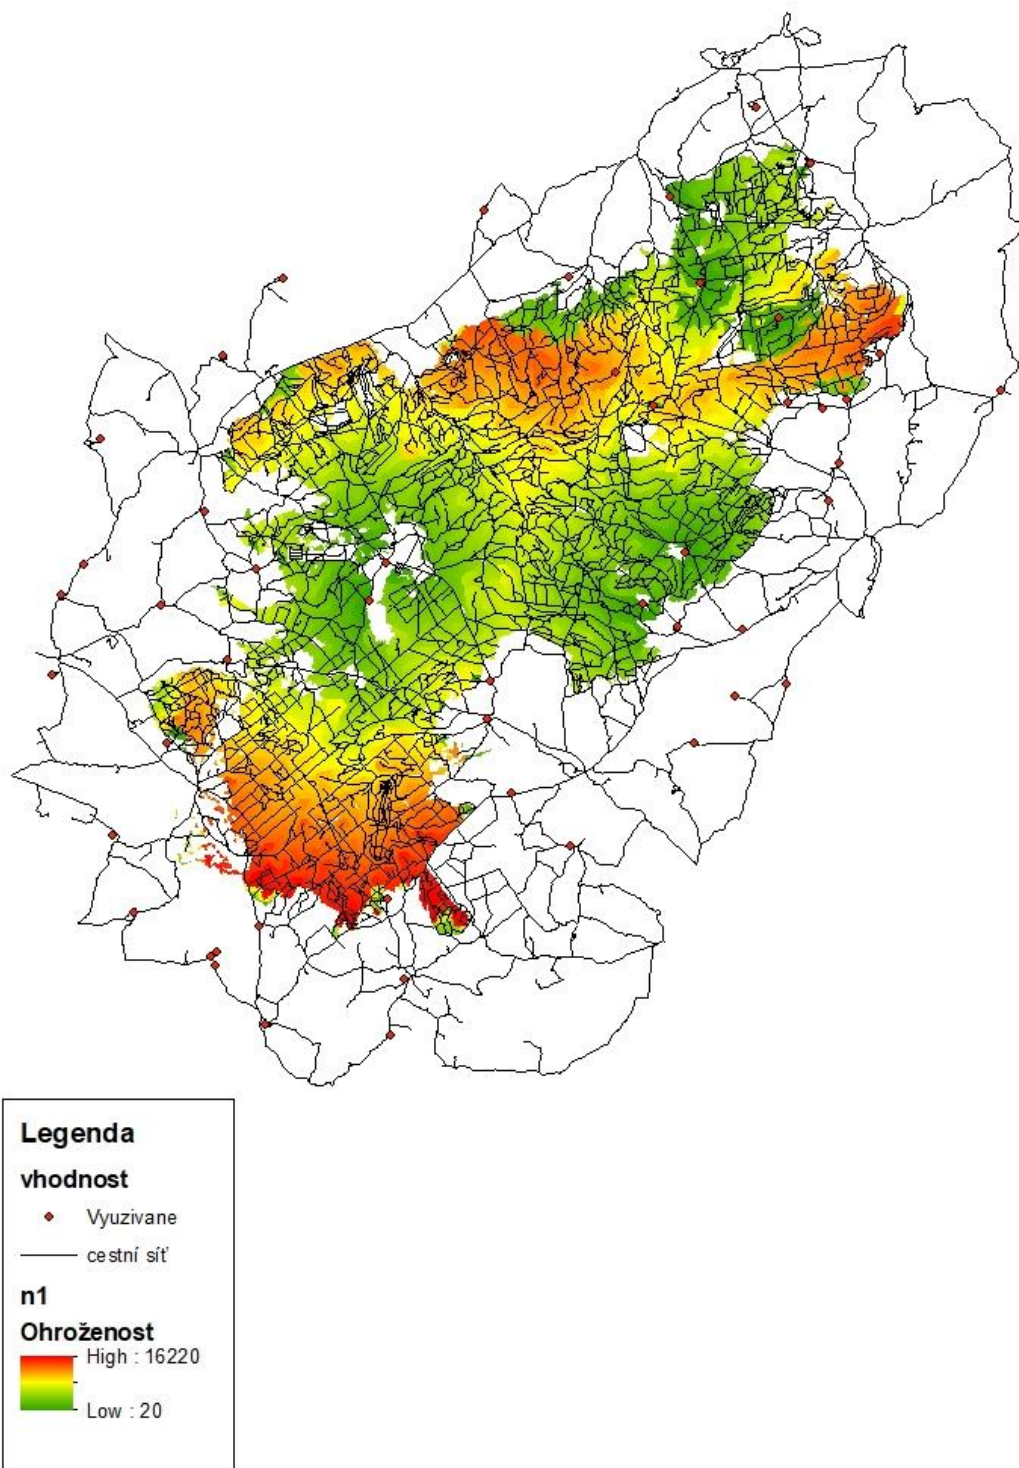 Legenda
vhodnost
Vyuzivane
cestní síť
n1
Ohroženost
High : 16220
Low : 20